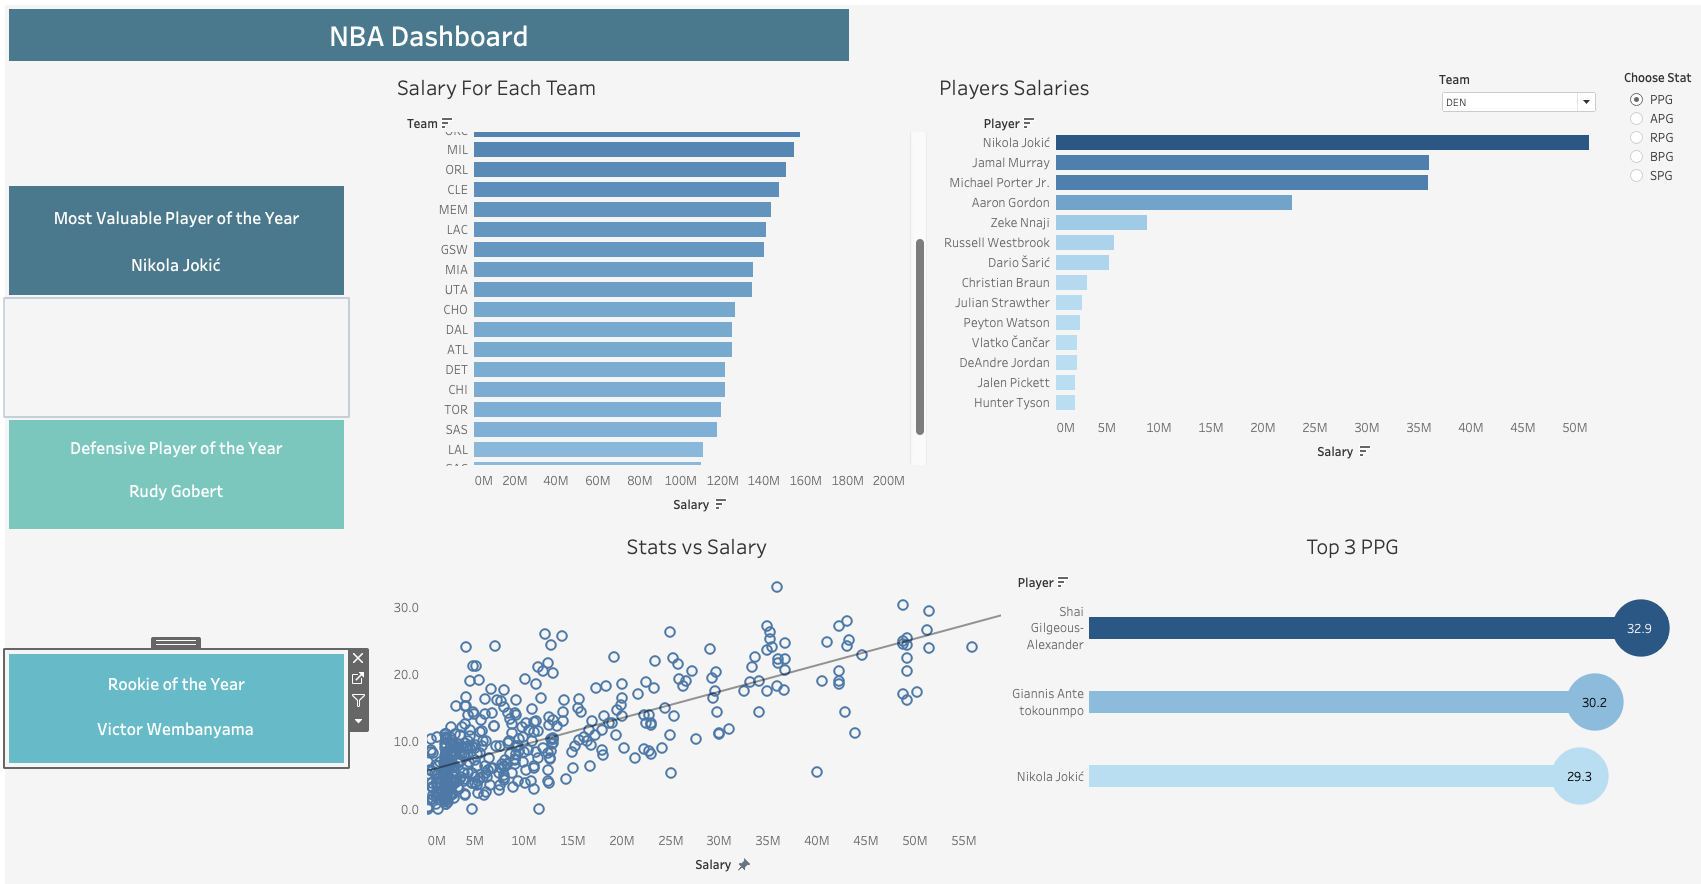 NBA Dashboard
Most Valuable Player of the Year
Nikola Jokić
Defensive Player of the Year
Rudy Gobert
Rookie of the Year
Victor Wembanyama
Salary For Each Team
Team
MIL
ORL
CLE
MEM
LAC
GSW
MIA
UTA
CHO
DAL
ATL
DET
CHI
TOR
SAS
LAL
0M 20M 40M 60M 80M 100M 120M 140M 160M 180M 200M
Salary
Players Salaries
Team
DEN
Choose Stat
PPG
APG
RPG
BPG
SPG
Player
Nikola Jokić
Jamal Murray
Michael Porter Jr.
Aaron Gordon
Zeke Nnaji
Russell Westbrook
Dario Šarić
Christian Braun
Julian Strawther
Peyton Watson
Vlatko Čančar
DeAndre Jordan
Jalen Pickett
Hunter Tyson
0M 5M 10M 15M 20M 25M 30M 35M 40M 45M 50M
Salary
Stats vs Salary
30.0
20.0
10.0
0.0
0M 5M 10M 15M 20M 25M 30M 35M 40M 45M 50M 55M
Salary
Top 3 PPG
Player
Shai
Gilgeous-
Alexander
32.9
Giannis Ante
tokounmpo
30.2
Nikola Jokić
29.3